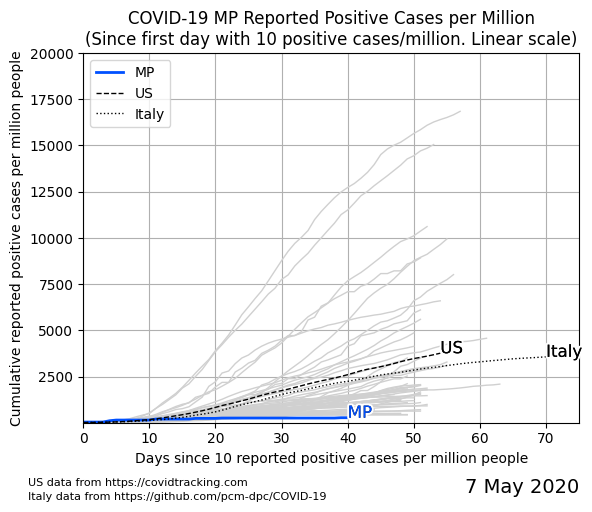 COVID-19 MP Reported Positive Cases per Million
(Since first day with 10 positive cases/million. Linear scale)
Cumulative reported positive cases per million people
20000
17500
15000
12500
10000
7500
5000
2500
MP
US
Italy
US
Italy
MP
0 10 20 30 40 50 60 70
Days since 10 reported positive cases per million people
US data from https://covidtracking.com
Italy data from https://github.com/pcm-dpc/COVID-19
7 May 2020